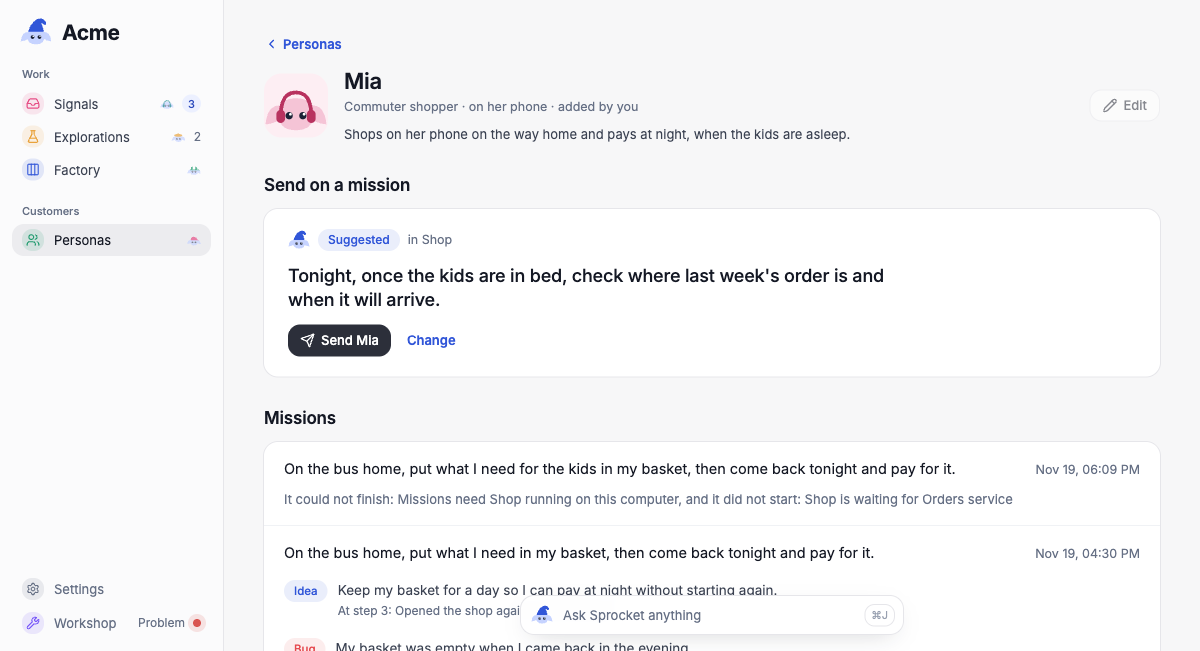 Acme
Work
Signals
3
Explorations
2
Factory
Customers
Personas
Settings
Workshop
Problem
Personas
Mia
Commuter shopper · on her phone · added by you
Shops on her phone on the way home and pays at night, when the kids are asleep.
Edit
Send on a mission
Suggested
in Shop
Tonight, once the kids are in bed, check where last week's order is and
when it will arrive.
Send Mia
Change
Missions
On the bus home, put what I need for the kids in my basket, then come back tonight and pay for it.
Nov 19, 06:09 PM
It could not finish: Missions need Shop running on this computer, and it did not start: Shop is waiting for Orders service
On the bus home, put what I need in my basket, then come back tonight and pay for it.
Nov 19, 04:30 PM
Idea
Keep my basket for a day so I can pay at night without starting again.
At step 3: Opened the shop agai
Ask Sprocket anything
⌘J
Bug
My basket was empty when I came back in the evening.